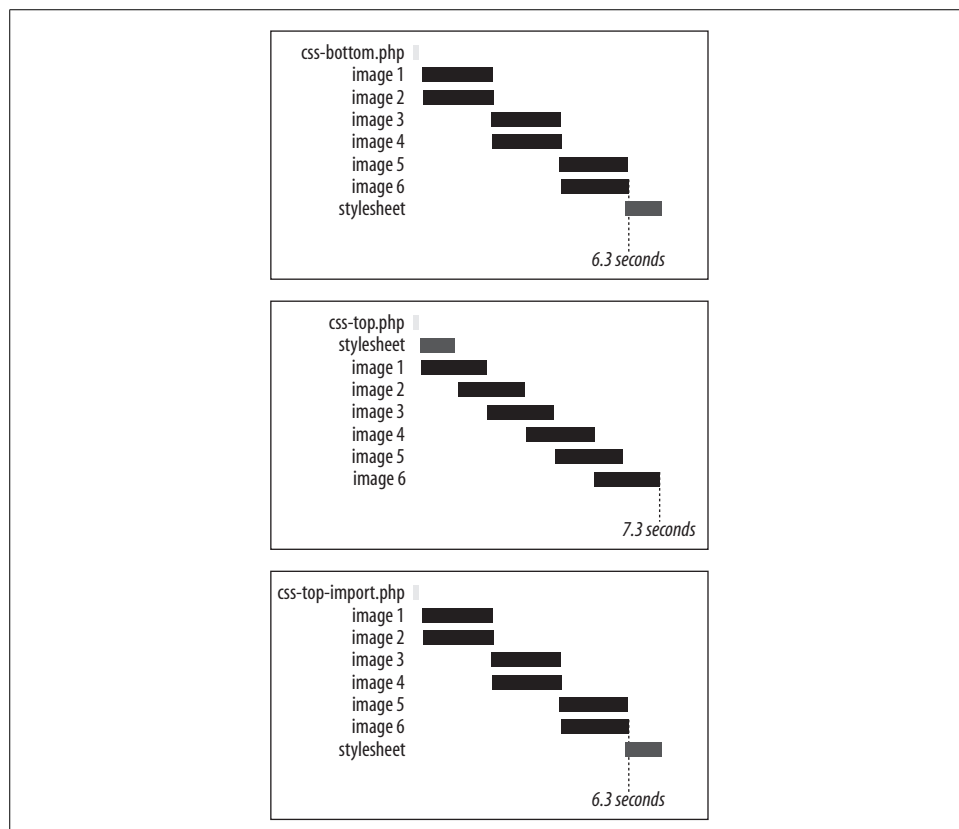 css-bottom.php
image 1
image 2
image 3
image 4
image 5
image 6
stylesheet
6.3 seconds
css-top.php
stylesheet
image 1
image 2
image 3
image 4
image 5
image 6
7.3 seconds
css-top-import.php
image 1
image 2
image 3
image 4
image 5
image 6
stylesheet
6.3 seconds